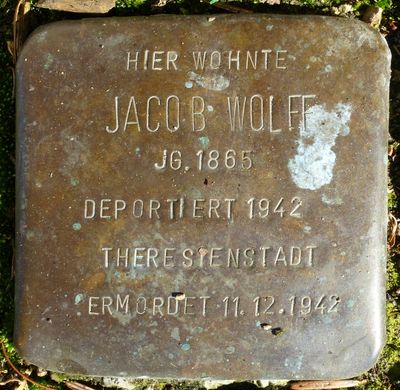 HIER WOHNTE
JACOB WOLFF
JG. 1865
DEPORTIERT 1942
THERESIENSTADT
ERMORDET 11.12.1942